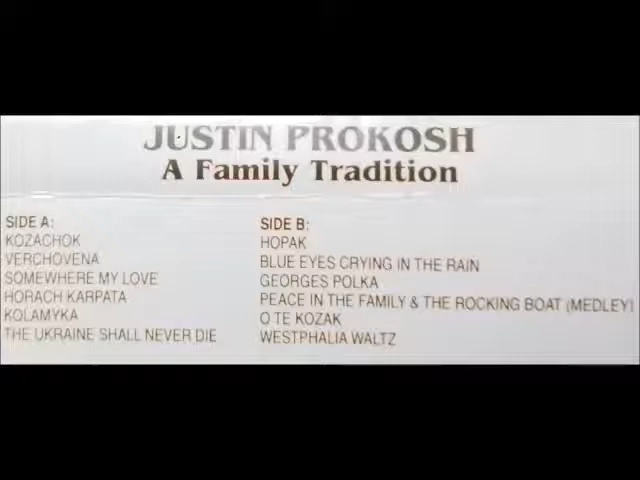 JUSTIN PROKOSH
A Family Tradition
SIDE A:
KOZACHOK
VERCHOVENA
SOMEWHERE MY LOVE
HORACH KARPATA
KOLAMYKA
THE UKRAINE SHALL NEVER DIE
SIDE B:
HOPAK
BLUE EYES CRYING IN THE RAIN
GEORGES POLKA
PEACE IN THE FAMILY & THE ROCKING BOAT (MEDLEY)
O TE KOZAK
WESTPHALIA WALTZ